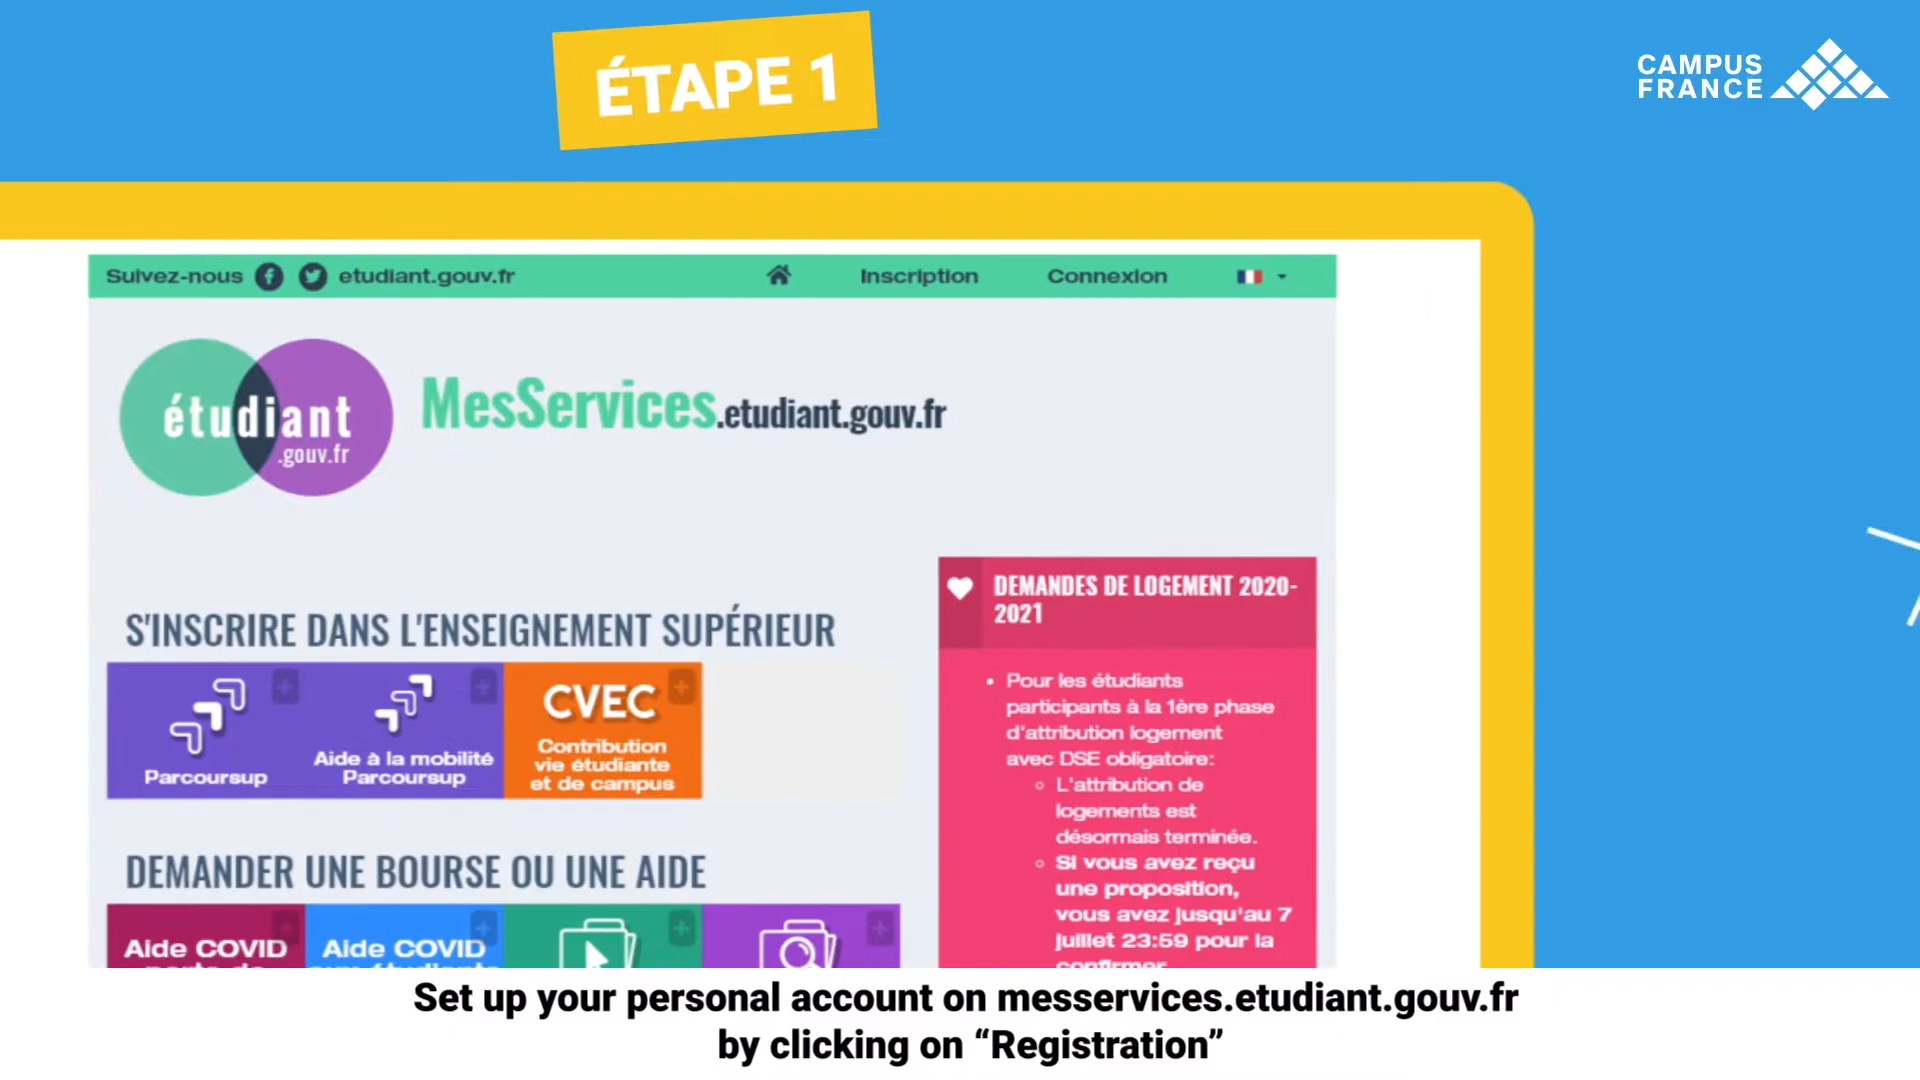 ÉTAPE 1
CAMPUS
FRANCE
Suivez-nous etudiant.gouv.fr Inscription Connexion
étudiant
.gouv.fr
MesServices.etudiant.gouv.fr
S'INSCRIRE DANS L'ENSEIGNEMENT SUPÉRIEUR
Parcoursup
Aide à la mobilité
Parcoursup
CVEC
Contribution
vie étudiante
et de campus
DEMANDER UNE BOURSE OU UNE AIDE
Aide COVID
Aide COVID
aux étudiants
DEMANDES DE LOGEMENT 2020-
2021
Pour les étudiants
participants à la 1ère phase
d'attribution logement
avec DSE obligatoire:
L'attribution de
logements est
désormais terminée.
Si vous avez reçu
une proposition,
vous avez jusqu'au 7
juillet 23:59 pour la
confirmer
Set up your personal account on messervices.etudiant.gouv.fr
by clicking on “Registration”